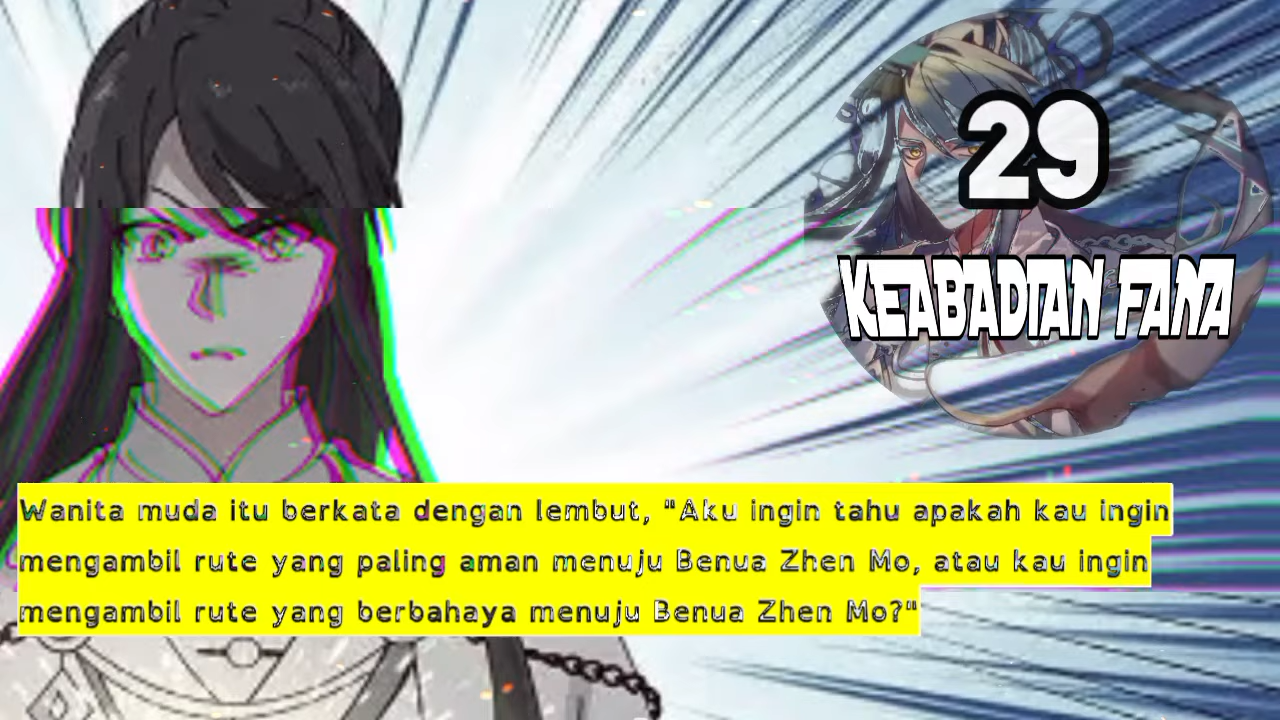 29
KEABADIAN FANA
Wanita muda itu berkata dengan lembut, "Aku ingin tahu apakah kau ingin
mengambil rute yang paling aman menuju Benua Zhen Mo, atau kau ingin
mengambil rute yang berbahaya menuju Benua Zhen Mo?"